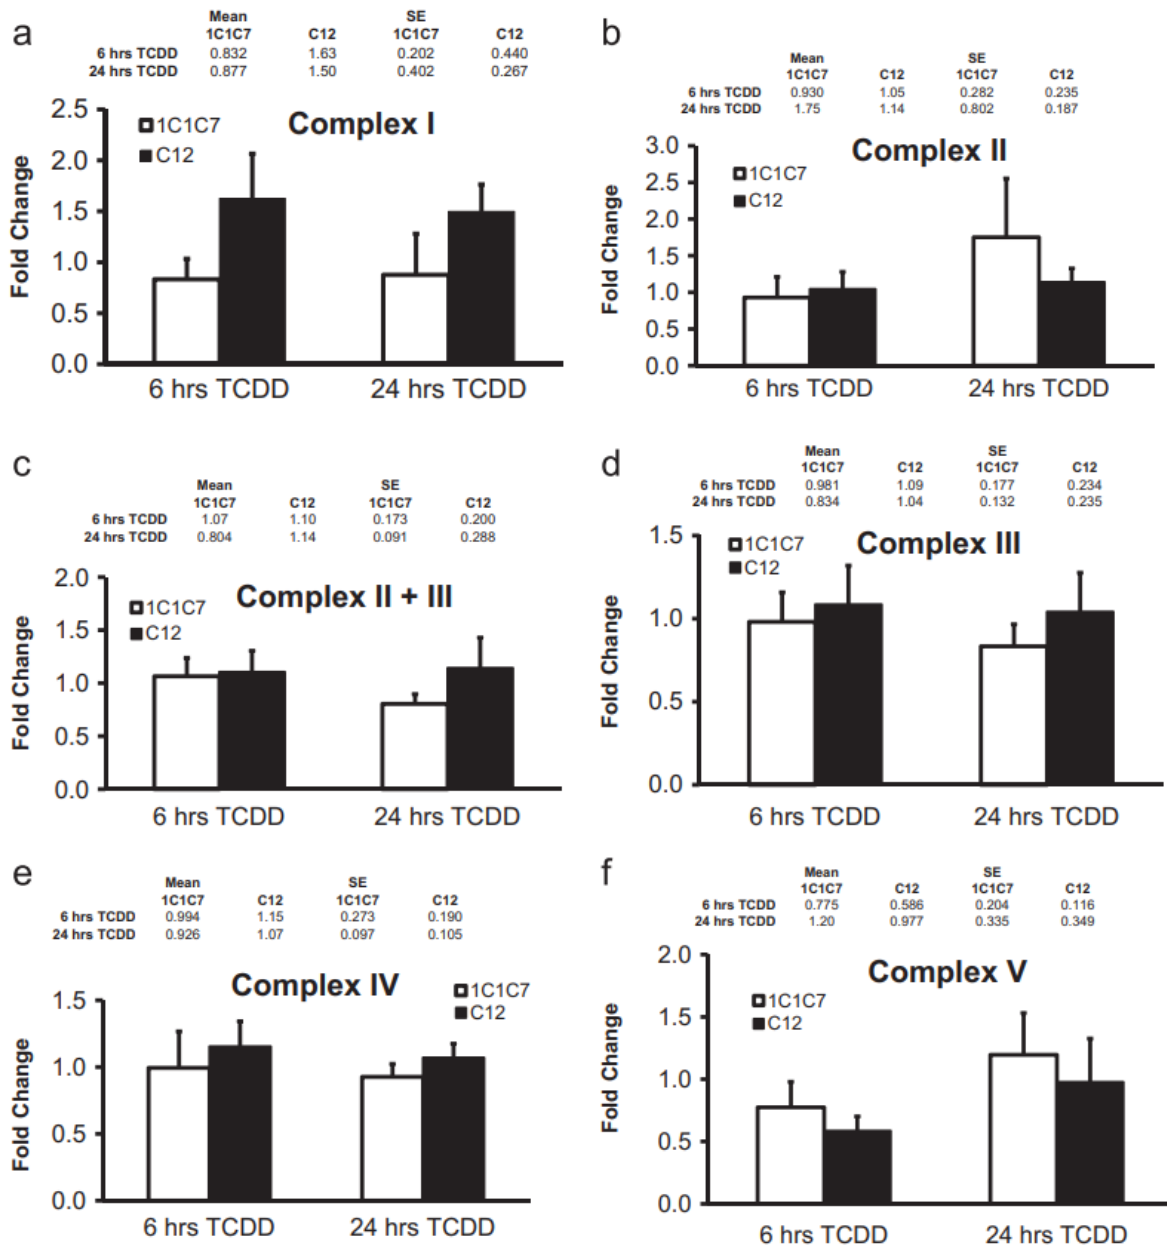 a
Mean SE
1C1C7 C12 1C1C7 C12
6 hrs TCDD 0.832 1.63 0.202 0.440
24 hrs TCDD 0.877 1.50 0.402 0.267
Complex I
1C1C7
C12
Fold Change
2.5
2.0
1.5
1.0
0.5
0.0
6 hrs TCDD 24 hrs TCDD
b
Mean SE
1C1C7 C12 1C1C7 C12
6 hrs TCDD 0.930 1.05 0.282 0.235
24 hrs TCDD 1.75 1.14 0.802 0.187
Complex II
1C1C7
C12
Fold Change
3.0
2.5
2.0
1.5
1.0
0.5
0.0
6 hrs TCDD 24 hrs TCDD
c
Mean SE
1C1C7 C12 1C1C7 C12
6 hrs TCDD 1.07 1.10 0.173 0.200
24 hrs TCDD 0.804 1.14 0.091 0.288
Complex II + III
1C1C7
C12
Fold Change
2.0
1.5
1.0
0.5
0.0
6 hrs TCDD 24 hrs TCDD
d
Mean SE
1C1C7 C12 1C1C7 C12
6 hrs TCDD 0.981 1.09 0.177 0.234
24 hrs TCDD 0.834 1.04 0.132 0.235
Complex III
1C1C7
C12
Fold Change
1.5
1.0
0.5
0.0
6 hrs TCDD 24 hrs TCDD
e
Mean SE
1C1C7 C12 1C1C7 C12
6 hrs TCDD 0.994 1.15 0.273 0.190
24 hrs TCDD 0.926 1.07 0.097 0.105
Complex IV
1C1C7
C12
Fold Change
1.5
1.0
0.5
0.0
6 hrs TCDD 24 hrs TCDD
f
Mean SE
1C1C7 C12 1C1C7 C12
6 hrs TCDD 0.775 0.586 0.204 0.116
24 hrs TCDD 1.20 0.977 0.335 0.349
Complex V
1C1C7
C12
Fold Change
2.0
1.5
1.0
0.5
0.0
6 hrs TCDD 24 hrs TCDD